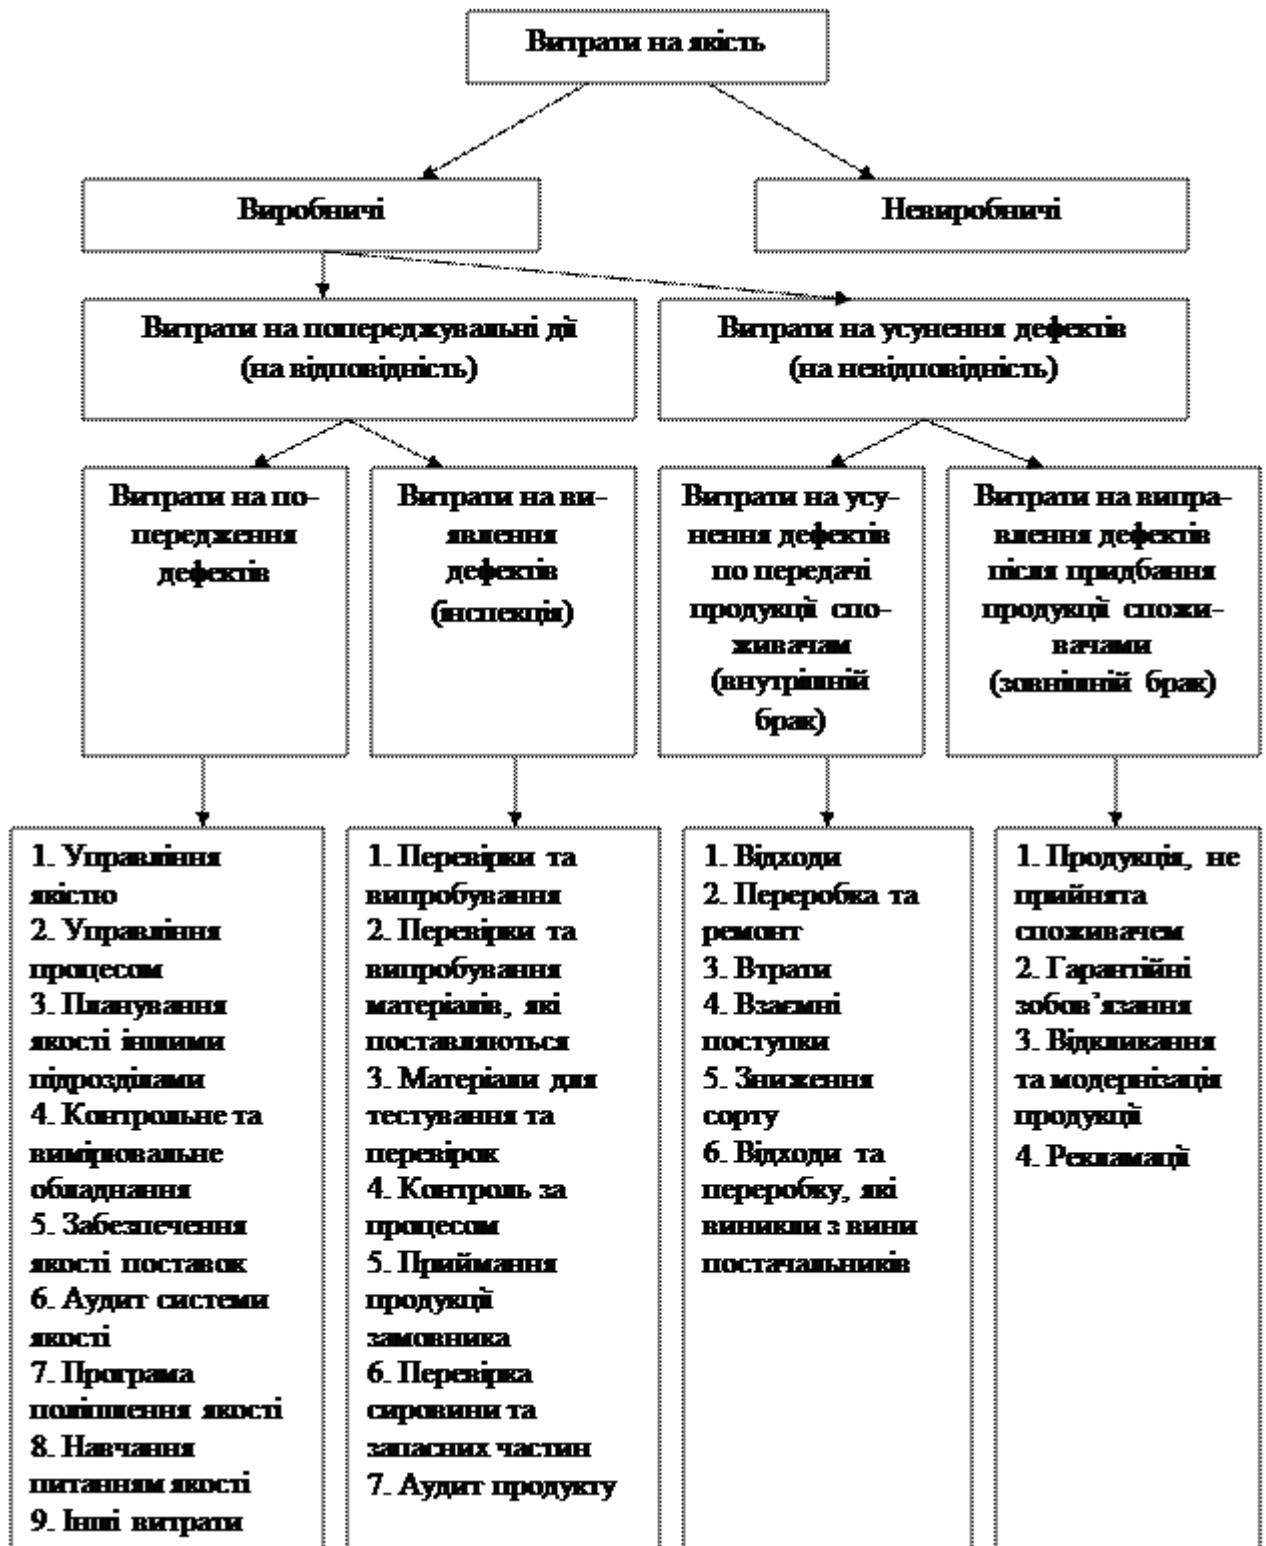 Витрати на якість
Виробничі
Невиробничі
Витрати на попереджувальні дії
(на відповідність)
Витрати на усунення дефектів
(на невідповідність)
Витрати на по-
передження
дефектів
Витрати на ви-
явлення
дефектів
(інспекція)
Витрати на усу-
нення дефектів
по передачі
продукції спо-
живачам
(внутрішній
брак)
Витрати на випра-
влення дефектів
після придбання
продукції спожи-
вачами
(зовнішній брак)
1. Управління
якістю
2. Управління
процесом
3. Планування
якості іншими
підрозділами
4. Контрольне та
вимірювальне
обладнання
5. Забезпечення
якості поставок
6. Аудит системи
якості
7. Програма
поліпшення якості
8. Навчання
питанням якості
9. Інші витрати
1. Перевірки та
випробування
2. Перевірки та
випробування
матеріалів, які
поставляються
3. Матеріали для
тестування та
перевірок
4. Контроль за
процесом
5. Приймання
продукції
замовника
6. Перевірка
сировини та
запасних частин
7. Аудит продукту
1. Відходи
2. Переробка та
ремонт
3. Втрати
4. Взаємні
поступки
5. Зниження
сорту
6. Відходи та
переробку, які
виникли з вини
постачальників
1. Продукція, не
прийнята
споживачем
2. Гарантійні
зобов’язання
3. Відкликання
та модернізація
продукції
4. Рекламації